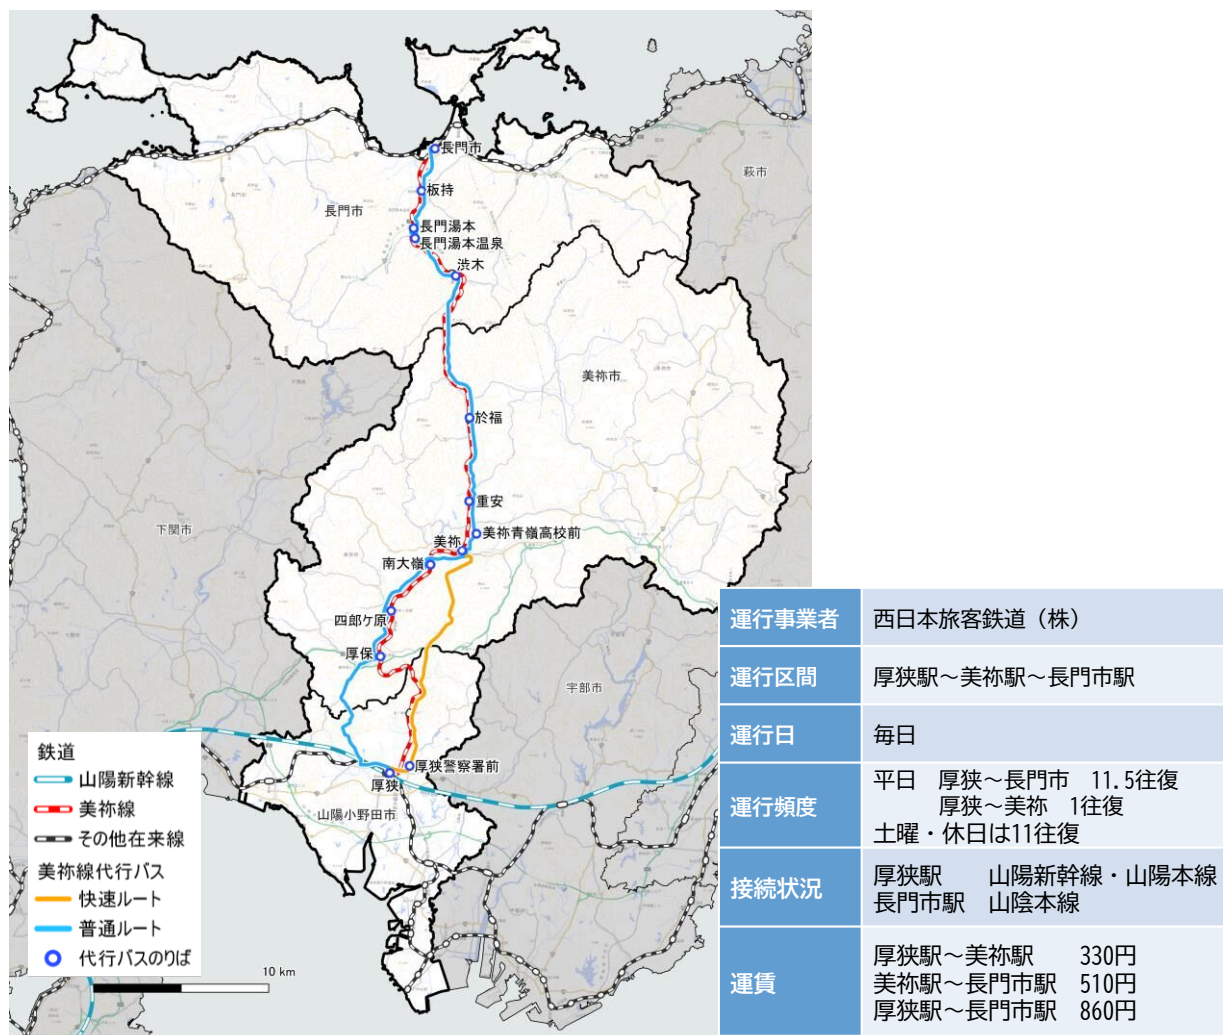 長門市
板持
長門市
長門湯本
長門湯本温泉
渋木
萩市
美祢市
於福
重安
美祢青嶺高校前
美祢
南大嶺
下関市
四郎ケ原
厚保
宇部市
厚狭警察署前
厚狭
山陽小野田市
鉄道
山陽新幹線
美祢線
その他在来線
美祢線代行バス
快速ルート
普通ルート
代行バスのりば
10 km
運行事業者 西日本旅客鉄道（株）
運行区間 厚狭駅～美祢駅～長門市駅
運行日 毎日
運行頻度
平日 厚狭～長門市 11.5往復
厚狭～美祢 1往復
土曜・休日は11往復
接続状況
厚狭駅 山陽新幹線・山陽本線
長門市駅 山陰本線
運賃
厚狭駅～美祢駅 330円
美祢駅～長門市駅 510円
厚狭駅～長門市駅 860円